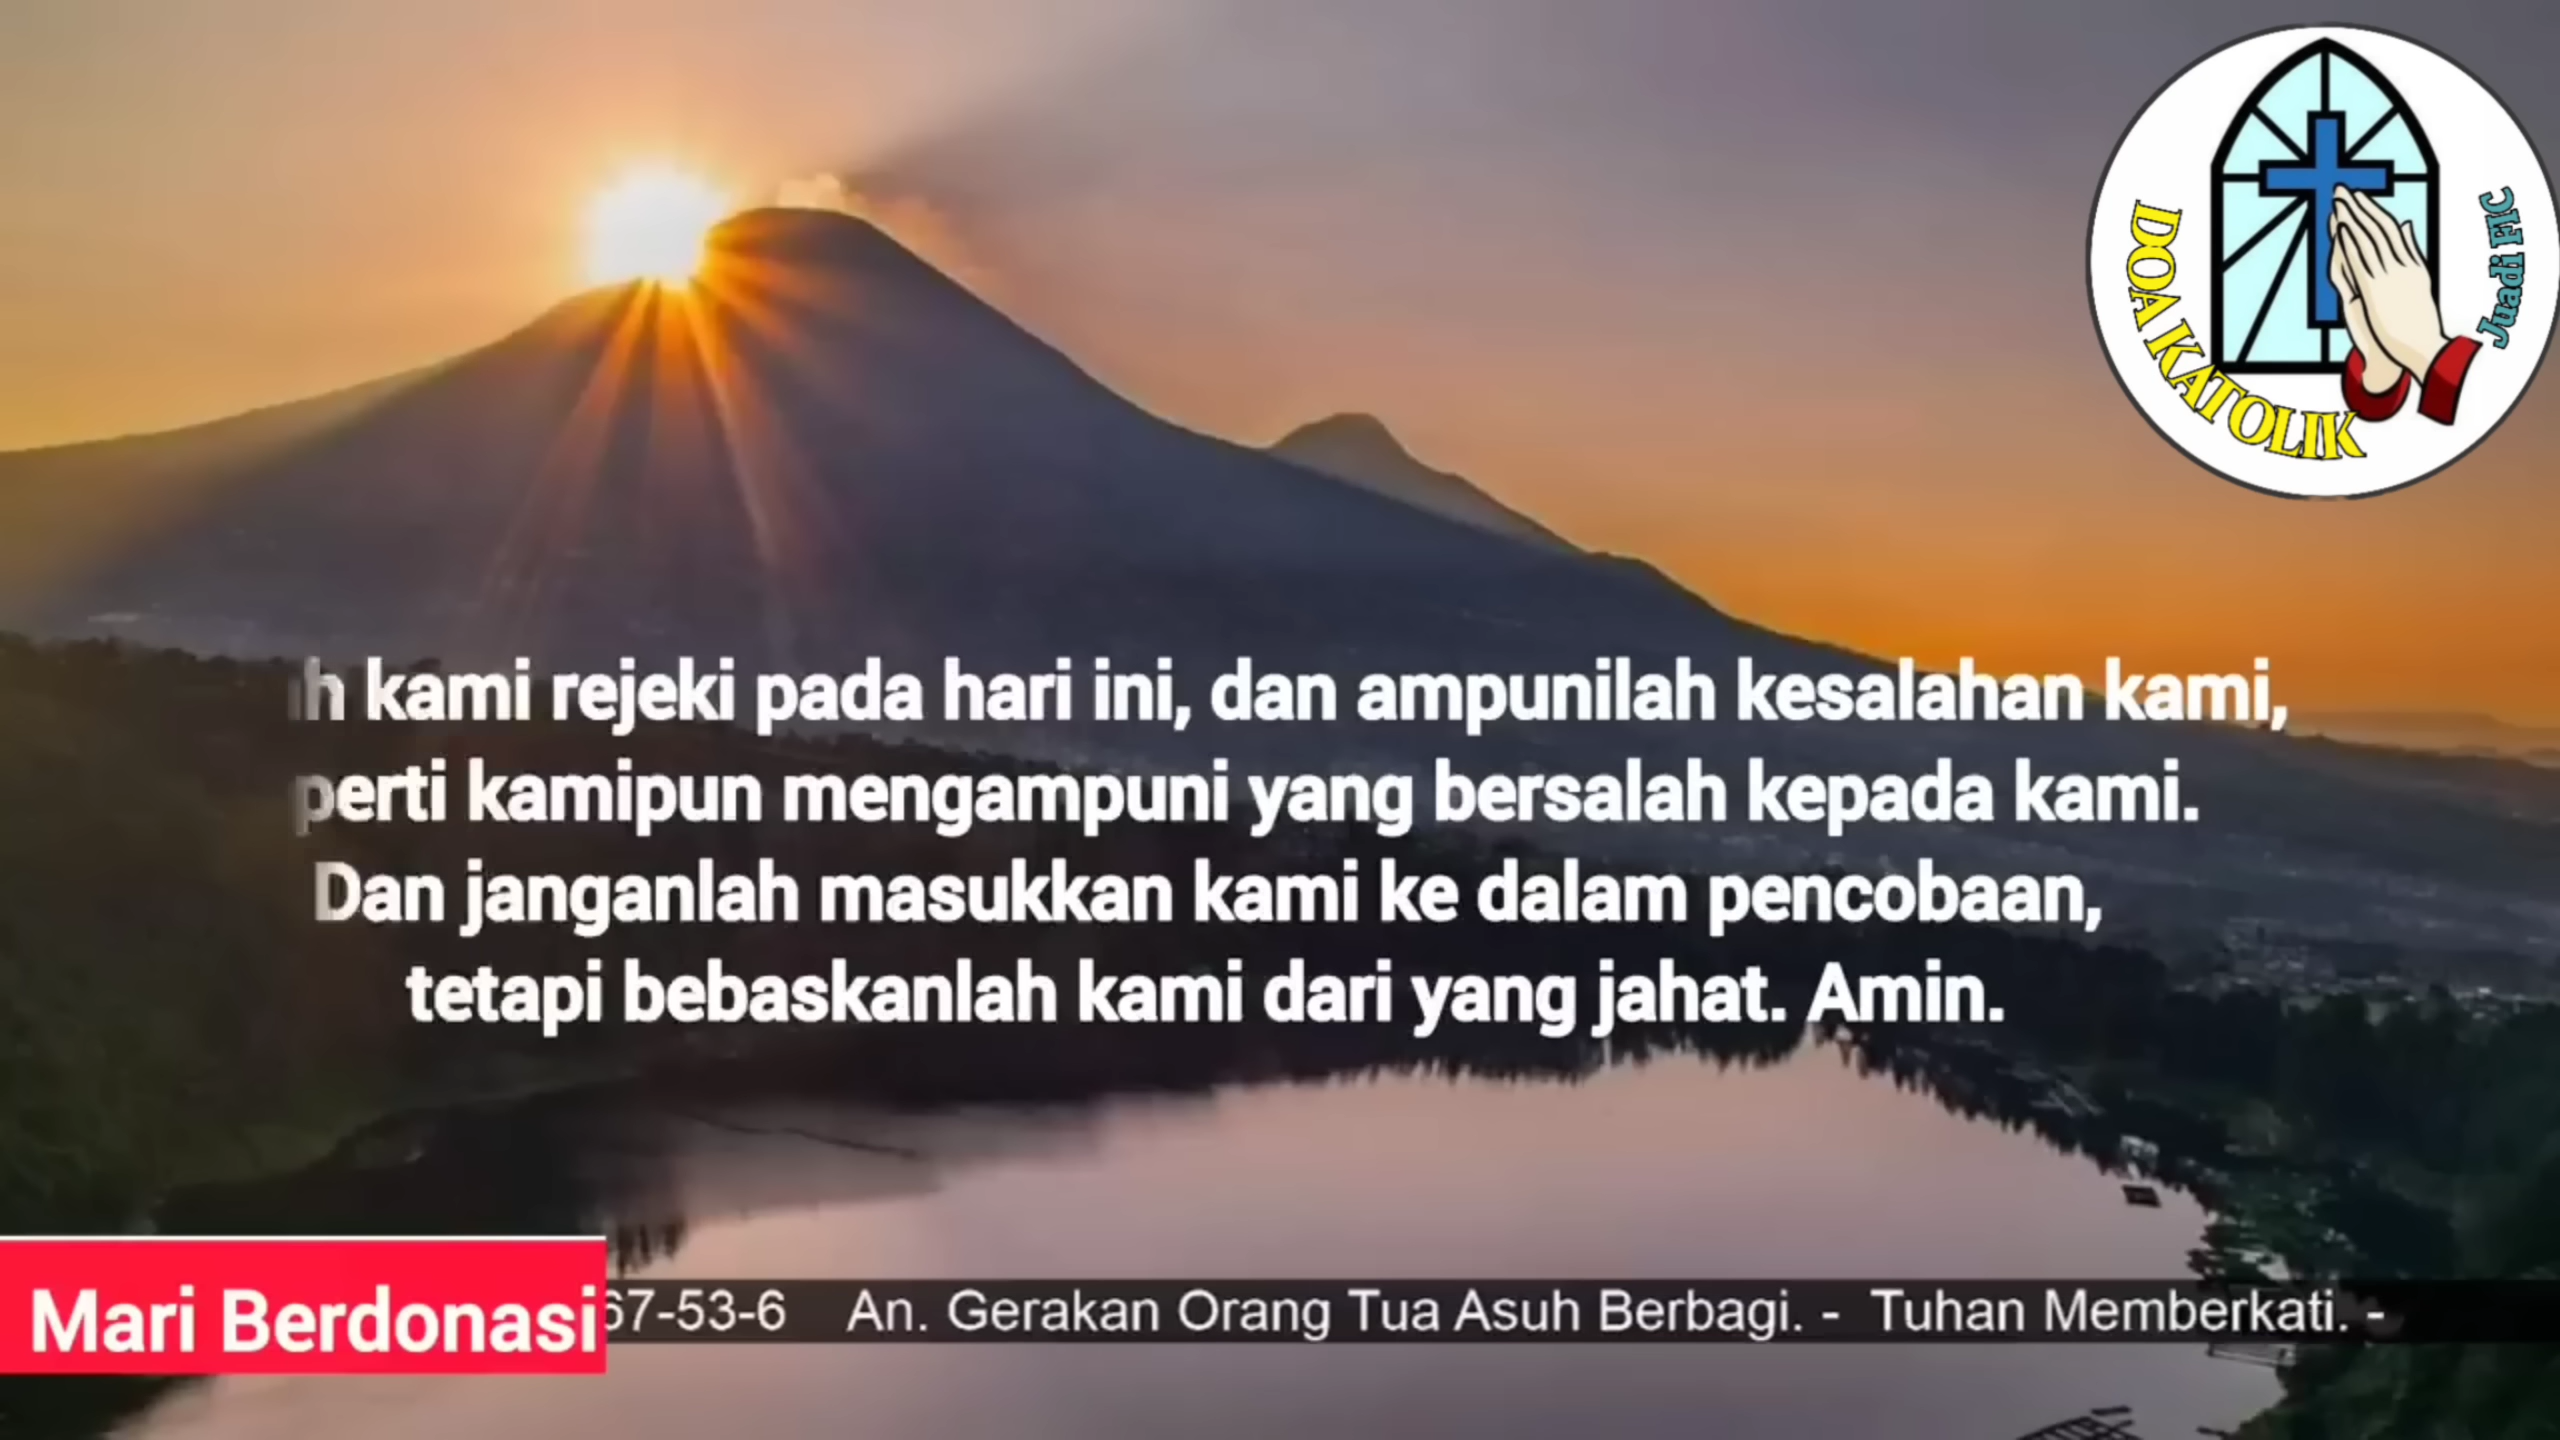 DOA KATOLIK
Juadi FIC
kami rejeki pada hari ini, dan ampunilah kesalahan kami,
perti kamipun mengampuni yang bersalah kepada kami.
Dan janganlah masukkan kami ke dalam pencobaan,
tetapi bebaskanlah kami dari yang jahat. Amin.
Mari Berdonasi
67-53-6 An. Gerakan Orang Tua Asuh Berbagi. - Tuhan Memberkati. -